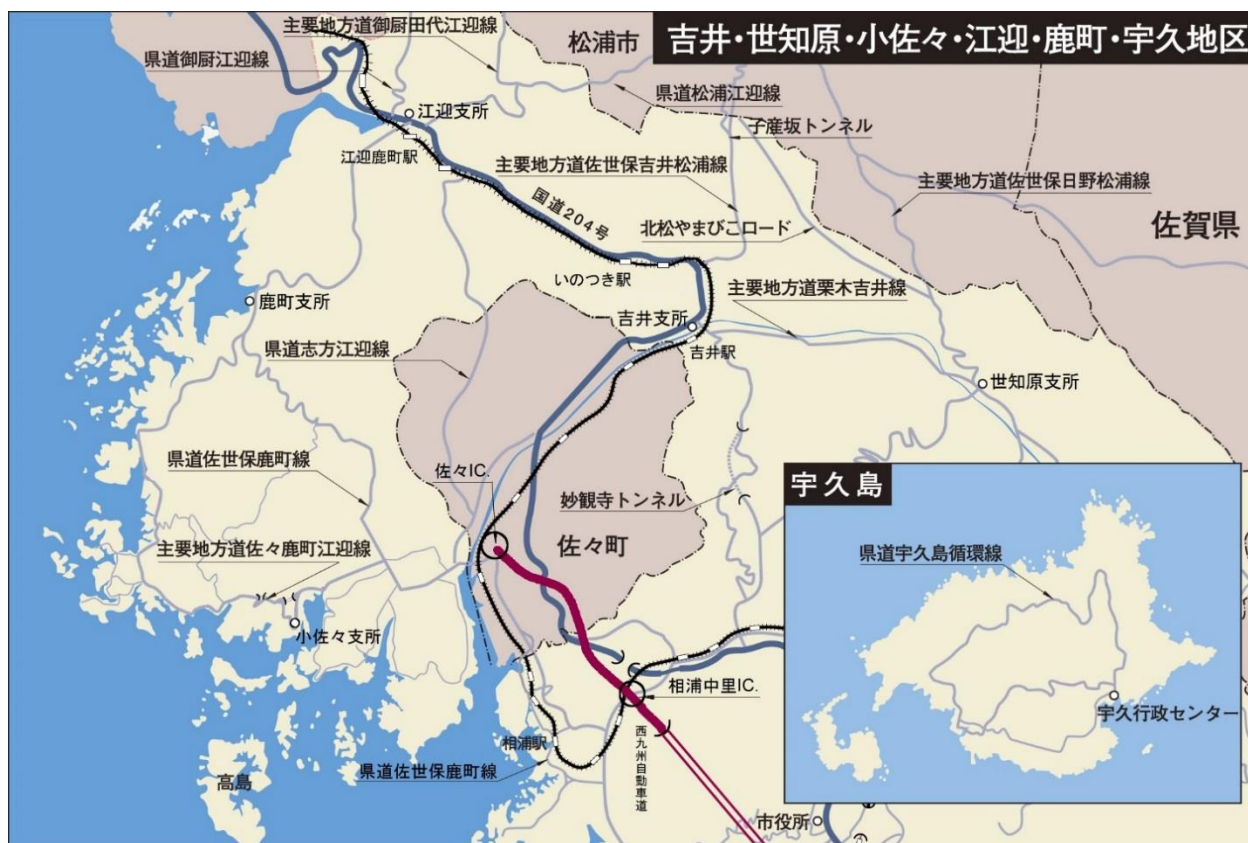 主要地方道御厨田代江迎線
松浦市
吉井・世知原・小佐々・江迎・鹿町・宇久地区
県道御厨江迎線
県道松浦江迎線
江迎支所
子産坂トンネル
江迎鹿町駅
主要地方道佐世保吉井松浦線
主要地方道佐世保日野松浦線
国道204号
北松やまびこロード
佐賀県
いのつき駅
主要地方道栗木吉井線
鹿町支所
吉井支所
吉井駅
県道志方江迎線
世知原支所
県道佐世保鹿町線
佐々IC.
宇久島
妙観寺トンネル
主要地方道佐々鹿町江迎線
佐々町
県道宇久島循環線
小佐々支所
相浦中里IC.
宇久行政センター
相浦駅
西九州自動車道
県道佐世保鹿町線
高島
市役所